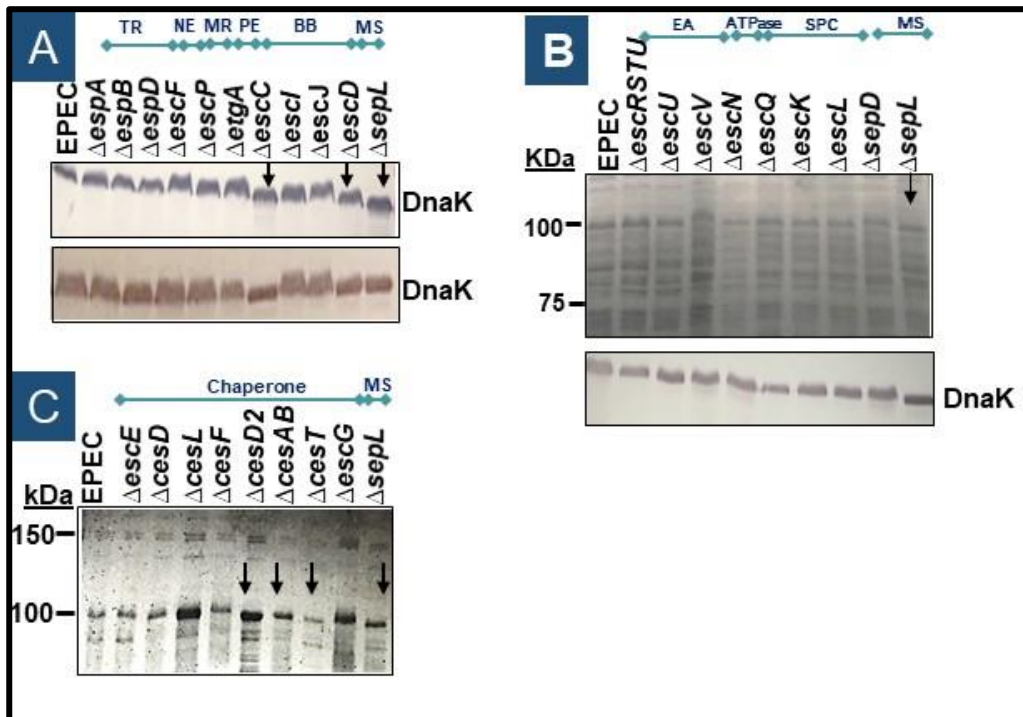 A
TR NE MR PE BB MS
EPEC ΔespA ΔespB ΔespD ΔescF ΔescP ΔetgA ΔescC ΔescI ΔescJ ΔescD ΔsepL
DnaK
DnaK
B
EA ATPase SPC MS
KDa EPEC ΔescRSTU ΔescU ΔescV ΔescN ΔescQ ΔescK ΔescL ΔsepD ΔsepL
100
75
DnaK
C
Chaperone MS
kDa EPEC ΔescE ΔcesD ΔcesL ΔcesF ΔcesD2 ΔcesAB ΔcesT ΔescG ΔsepL
150
100